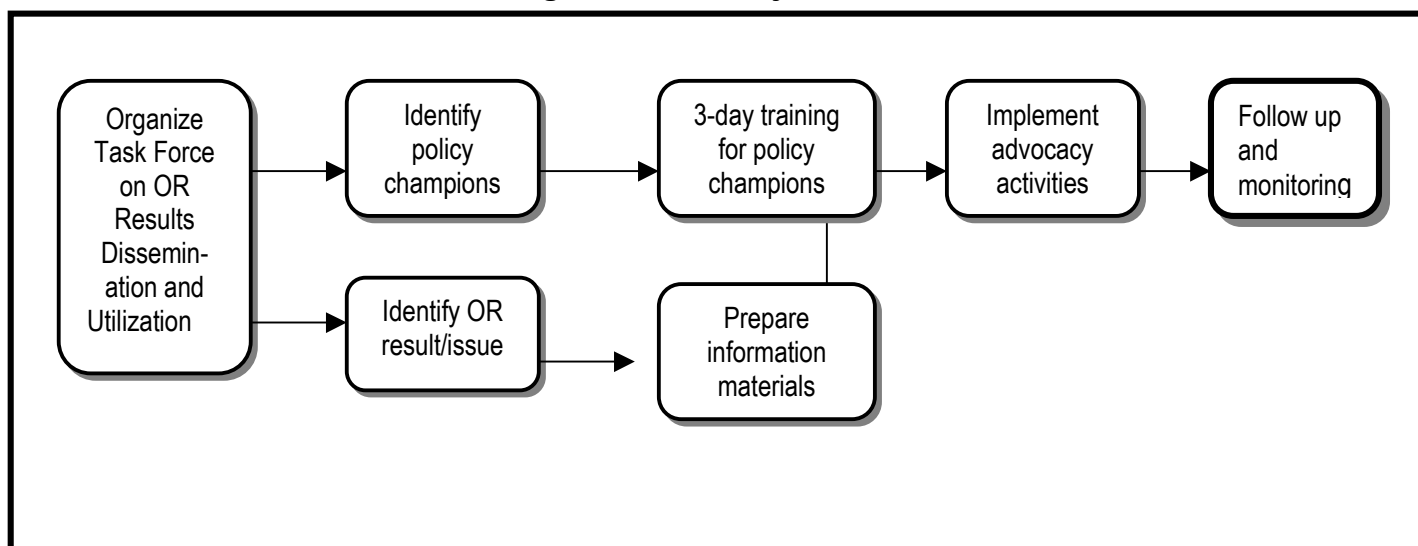 Organize
Task Force
on OR
Results
Dissemin-
ation and
Utilization
Identify
policy
champions
3-day training
for policy
champions
Implement
advocacy
activities
Follow up
and
monitoring
Identify OR
result/issue
Prepare
information
materials